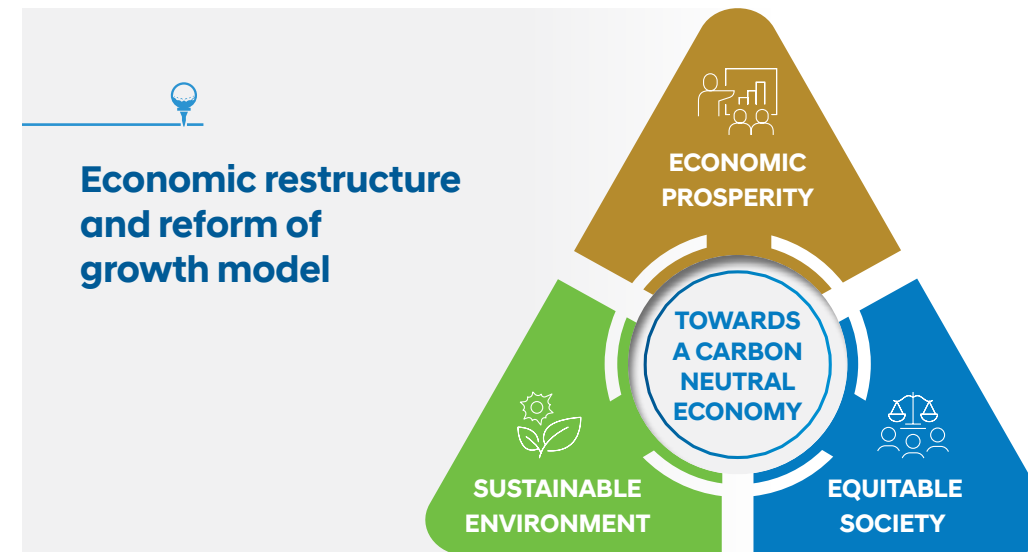 Economic restructure
and reform of
growth model
ECONOMIC
PROSPERITY
TOWARDS
A CARBON
NEUTRAL
ECONOMY
SUSTAINABLE
ENVIRONMENT
EQUITABLE
SOCIETY